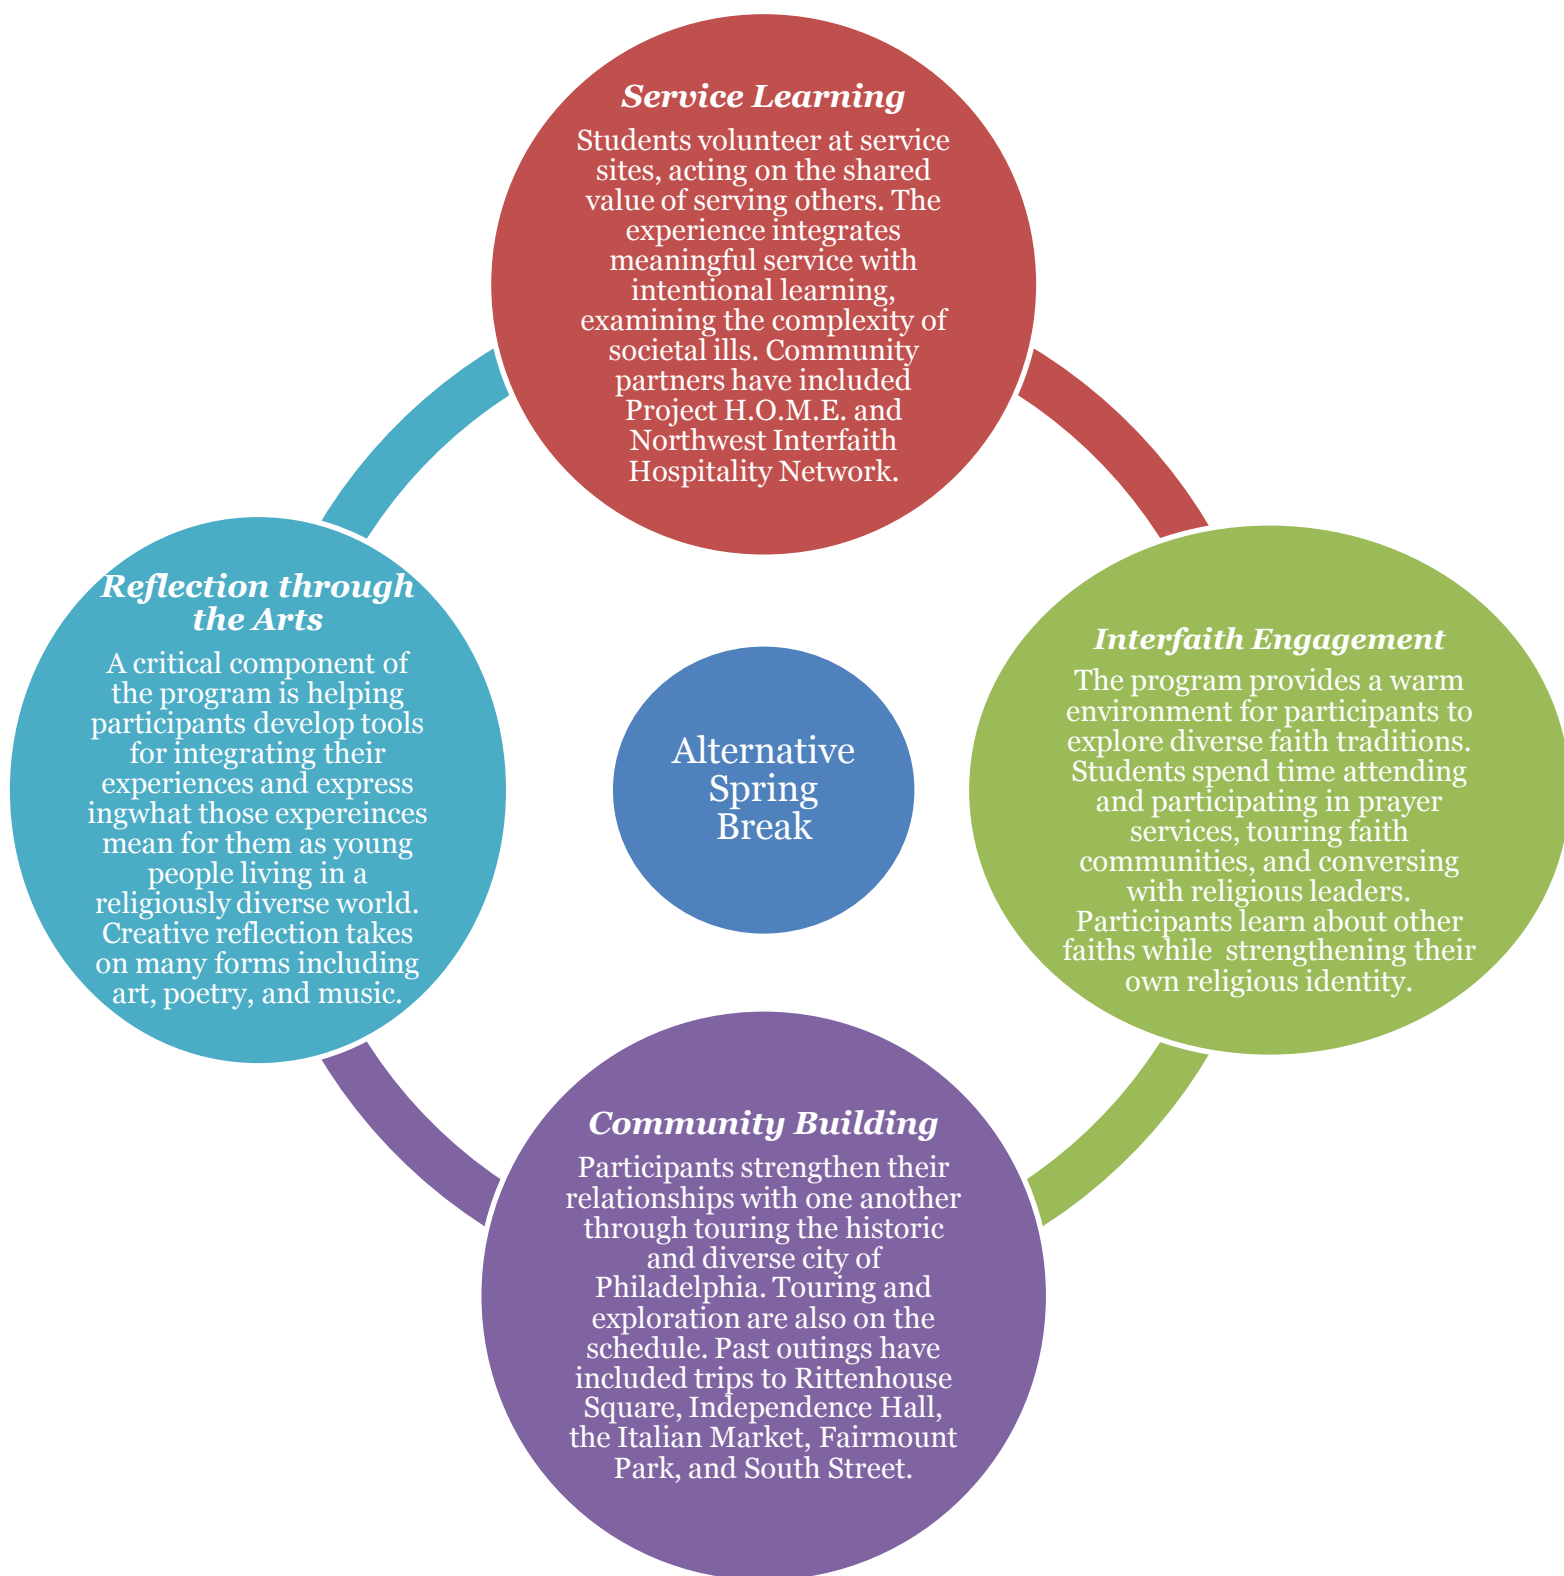 Service Learning
Students volunteer at service
sites, acting on the shared
value of serving others. The
experience integrates
meaningful service with
intentional learning,
examining the complexity of
societal ills. Community
partners have included
Project H.O.M.E. and
Northwest Interfaith
Hospitality Network.
Reflection through
the Arts
A critical component of
the program is helping
participants develop tools
for integrating their
experiences and express
ingwhat those expereinces
mean for them as young
people living in a
religiously diverse world.
Creative reflection takes
on many forms including
art, poetry, and music.
Alternative
Spring
Break
Interfaith Engagement
The program provides a warm
environment for participants to
explore diverse faith traditions.
Students spend time attending
and participating in prayer
services, touring faith
communities, and conversing
with religious leaders.
Participants learn about other
faiths while  strengthening their
own religious identity.
Community Building
Participants strengthen their
relationships with one another
through touring the historic
and diverse city of
Philadelphia. Touring and
exploration are also on the
schedule. Past outings have
included trips to Rittenhouse
Square, Independence Hall,
the Italian Market, Fairmount
Park, and South Street.